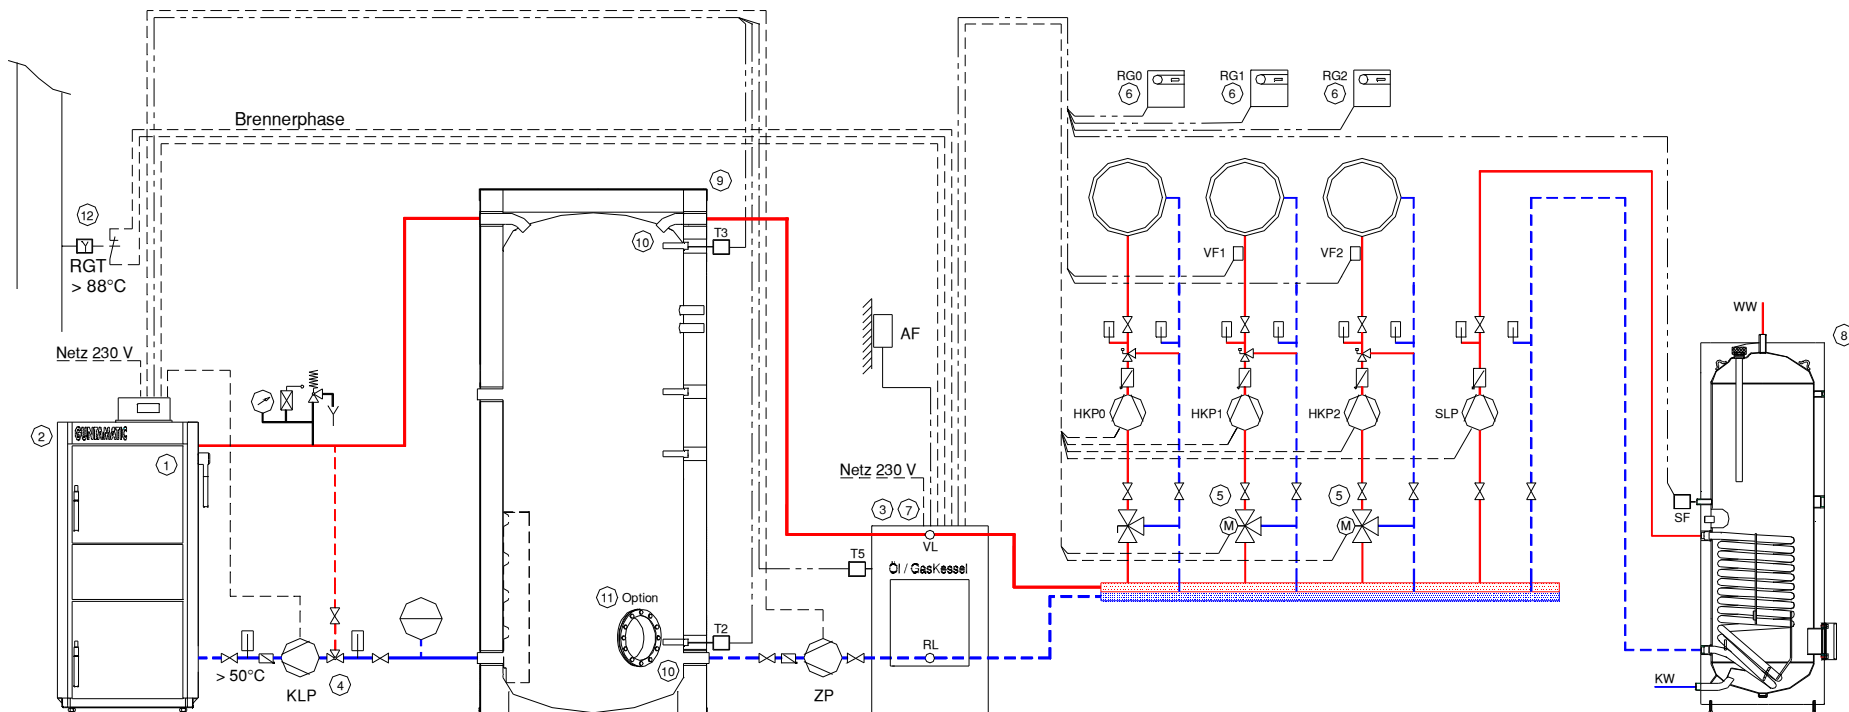 RG0
6
RG1
6
RG2
6
Brennerphase
9
12
10
T3
RGT
> 88°C
VF1
VF2
WW
8
AF
Netz 230 V
HKP0
HKP1
HKP2
SLP
2
GUNTAMATIC
1
Netz 230 V
3
7
5
5
SF
M
M
VL
T5
Öl / GasKessel
11
Option
T2
RL
> 50°C
4
10
KLP
ZP
KW
Y